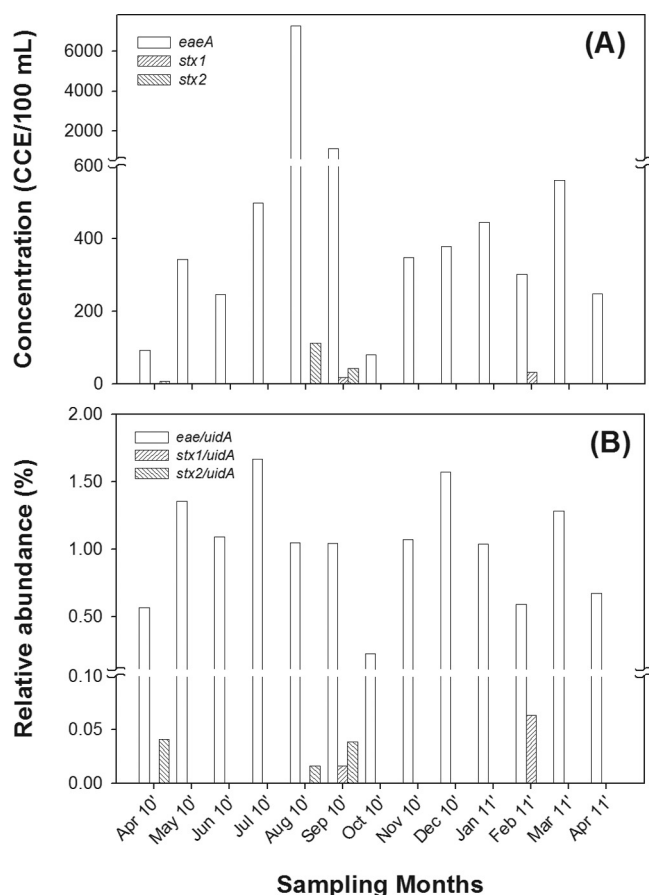 (A)
eaeA
stx1
stx2
6000
4000
2000
600
400
200
0
Concentration (CCE/100 mL)
(B)
eae/uidA
stx1/uidA
stx2/uidA
2.00
1.50
1.00
0.50
0.10
0.05
0.00
Relative abundance (%)
Apr 10'
May 10'
Jun 10'
Jul 10'
Aug 10'
Sep 10'
Oct 10'
Nov 10'
Dec 10'
Jan 11'
Feb 11'
Mar 11'
Apr 11'
Sampling Months